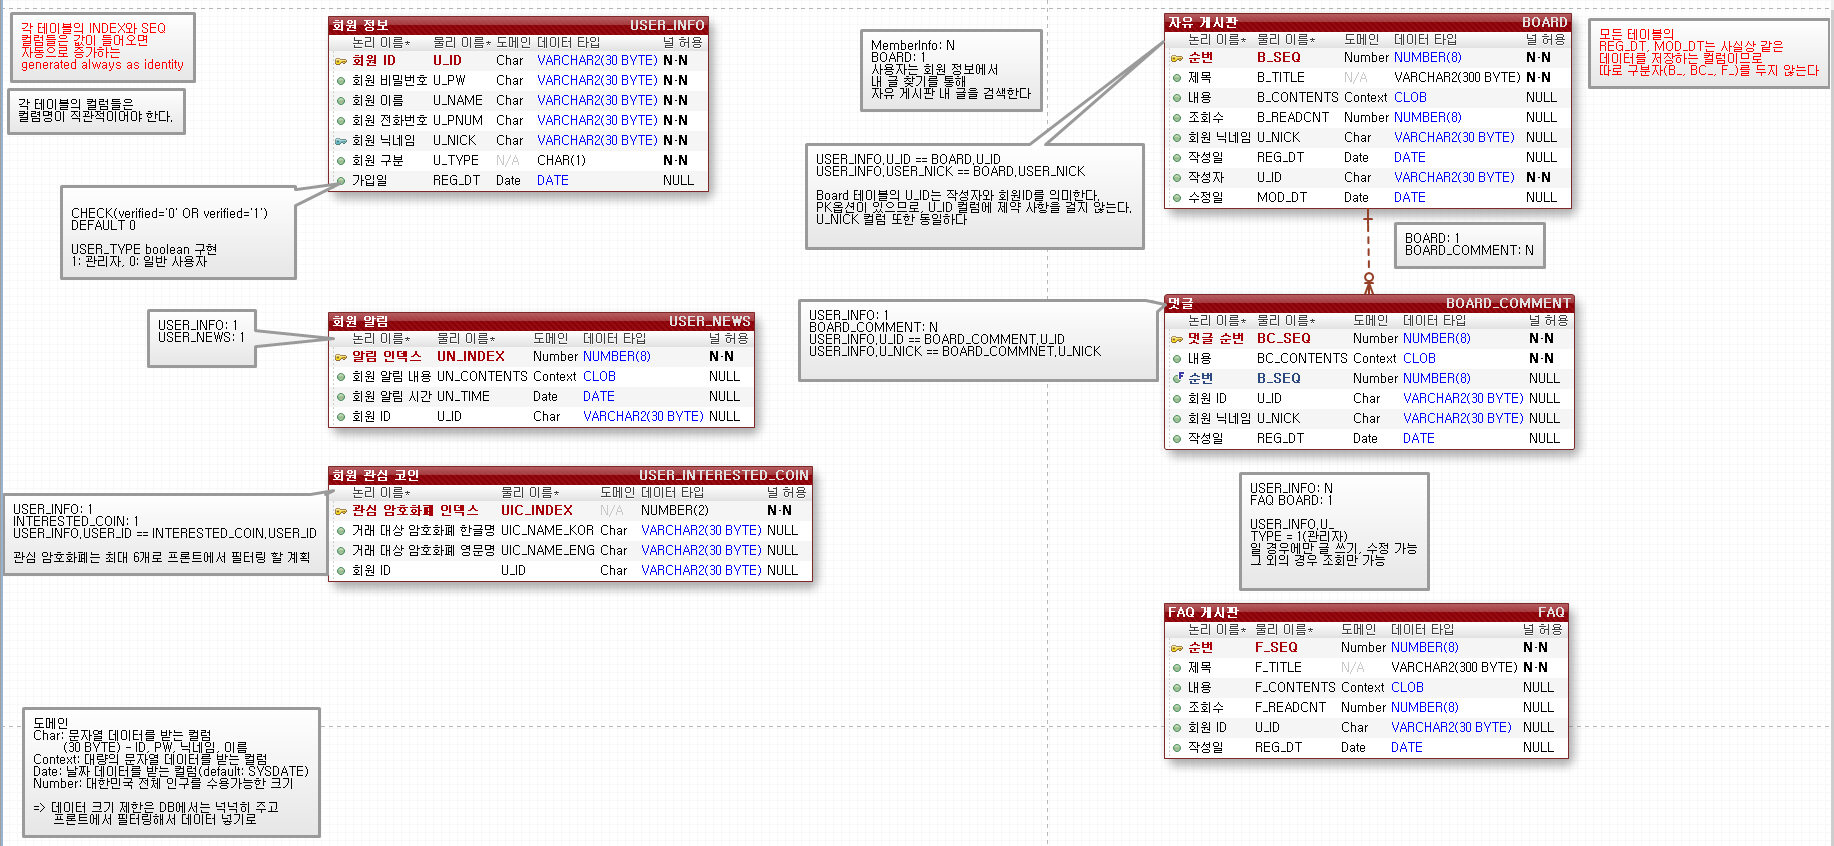 각 테이블의 INDEX와 SEQ
컬럼들은 값이 들어오면
자동으로 증가하는
generated always as identity
각 테이블의 컬럼들은
컬렴명이 직관적이어야 한다.
회원 정보 USER_INFO
논리 이름* 물리 이름* 도메인 데이터 타입 널 허용
회원 ID U_ID Char VARCHAR2(30 BYTE) N-N
회원 비밀번호 U_PW Char VARCHAR2(30 BYTE) N-N
회원 이름 U_NAME Char VARCHAR2(30 BYTE) N-N
회원 전화번호 U_PNUM Char VARCHAR2(30 BYTE) N-N
회원 닉네임 U_NICK Char VARCHAR2(30 BYTE) N-N
회원 구분 U_TYPE N/A CHAR(1) N-N
가입일 REG_DT Date DATE NULL
CHECK(verified='0' OR verified='1')
DEFAULT 0
USER_TYPE boolean 구현
1: 관리자, 0: 일반 사용자
USER_INFO: 1
USER_NEWS: 1
회원 알림 USER_NEWS
논리 이름* 물리 이름* 도메인 데이터 타입 널 허용
알림 인덱스 UN_INDEX Number NUMBER(8) N-N
회원 알림 내용 UN_CONTENTS Context CLOB NULL
회원 알림 시간 UN_TIME Date DATE NULL
회원 ID U_ID Char VARCHAR2(30 BYTE) NULL
회원 관심 코인 USER_INTERESTED_COIN
논리 이름* 물리 이름* 도메인 데이터 타입 널 허용
관심 암호화폐 인덱스 UIC_INDEX N/A NUMBER(2) N-N
거래 대상 암호화폐 한글명 UIC_NAME_KOR Char VARCHAR2(30 BYTE) NULL
거래 대상 암호화폐 영문명 UIC_NAME_ENG Char VARCHAR2(30 BYTE) NULL
회원 ID U_ID Char VARCHAR2(30 BYTE) NULL
USER_INFO: 1
INTERESTED_COIN: 1
USER_INFO,USER_ID == INTERESTED_COIN,USER_ID
관심 암호화폐는 최대 6개로 프론트에서 필터링 할 계획
도메인
Char: 문자열 데이터를 받는 컬럼
(30 BYTE) - ID, PW, 닉네임, 이름
Context: 대량의 문자열 데이터를 받는 컬럼
Date: 날짜 데이터를 받는 컬럼(default: SYSDATE)
Number: 대한민국 전체 인구를 수용가능한 크기
=> 데이터 크기 제한은 DB에서는 넉넉히 주고
프론트에서 필터링해서 데이터 넣기로
MemberInfo: N
BOARD: 1
사용자는 회원 정보에서
내 글 찾기를 통해
자유 게시판 내 글을 검색한다
USER_INFO,U_ID == BOARD,U_ID
USER_INFO,USER_NICK == BOARD,USER_NICK
Board 테이블의 U_ID는 작성자와 회원ID를 의미한다.
PK옵션이 있으므로, U_ID 컬럼에 제약 사항을 걸지 않는다.
U_NICK 컬럼 또한 동일하다
자유 게시판 BOARD
논리 이름* 물리 이름* 도메인 데이터 타입 널 허용
순번 B_SEQ Number NUMBER(8) N-N
제목 B_TITLE N/A VARCHAR2(300 BYTE) N-N
내용 B_CONTENTS Context CLOB NULL
조회수 B_READCNT Number NUMBER(8) NULL
회원 닉네임 U_NICK Char VARCHAR2(30 BYTE) NULL
작성일 REG_DT Date DATE NULL
작성자 U_ID Char VARCHAR2(30 BYTE) N-N
수정일 MOD_DT Date DATE NULL
모든 테이블의
REG_DT, MOD_DT는 사실상 같은
데이터를 저장하는 컬럼이므로
따로 구분자(B_, BC_, F_)를 두지 않는다
BOARD: 1
BOARD_COMMENT: N
USER_INFO: 1
BOARD_COMMENT: N
USER_INFO,U_ID == BOARD_COMMENT,U_ID
USER_INFO,U_NICK == BOARD_COMMNET,U_NICK
댓글 BOARD_COMMENT
논리 이름* 물리 이름* 도메인 데이터 타입 널 허용
댓글 순번 BC_SEQ Number NUMBER(8) N-N
내용 BC_CONTENTS Context CLOB N-N
순번 B_SEQ Number NUMBER(8) NULL
회원 ID U_ID Char VARCHAR2(30 BYTE) NULL
회원 닉네임 U_NICK Char VARCHAR2(30 BYTE) NULL
작성일 REG_DT Date DATE NULL
USER_INFO: N
FAQ BOARD: 1
USER_INFO,U_
TYPE = 1(관리자)
일 경우에만 글 쓰기, 수정 가능
그 외의 경우 조회만 가능
FAQ 게시판 FAQ
논리 이름* 물리 이름* 도메인 데이터 타입 널 허용
순번 F_SEQ Number NUMBER(8) N-N
제목 F_TITLE N/A VARCHAR2(300 BYTE) N-N
내용 F_CONTENTS Context CLOB NULL
조회수 F_READCNT Number NUMBER(8) NULL
회원 ID U_ID Char VARCHAR2(30 BYTE) NULL
작성일 REG_DT Date DATE NULL